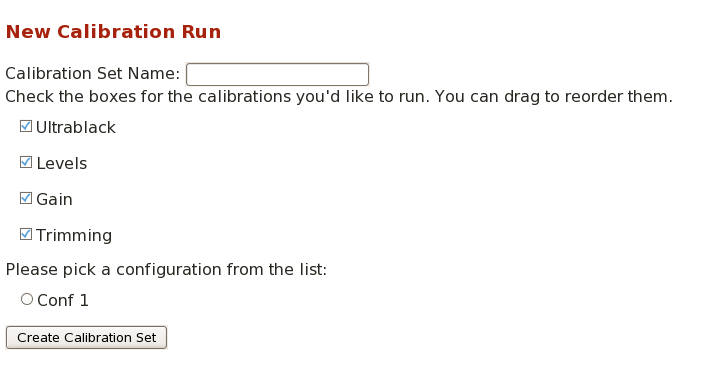 New Calibration Run
Calibration Set Name:
Check the boxes for the calibrations you'd like to run. You can drag to reorder them.
Ultrablack
Levels
Gain
Trimming
Please pick a configuration from the list:
Conf 1
Create Calibration Set